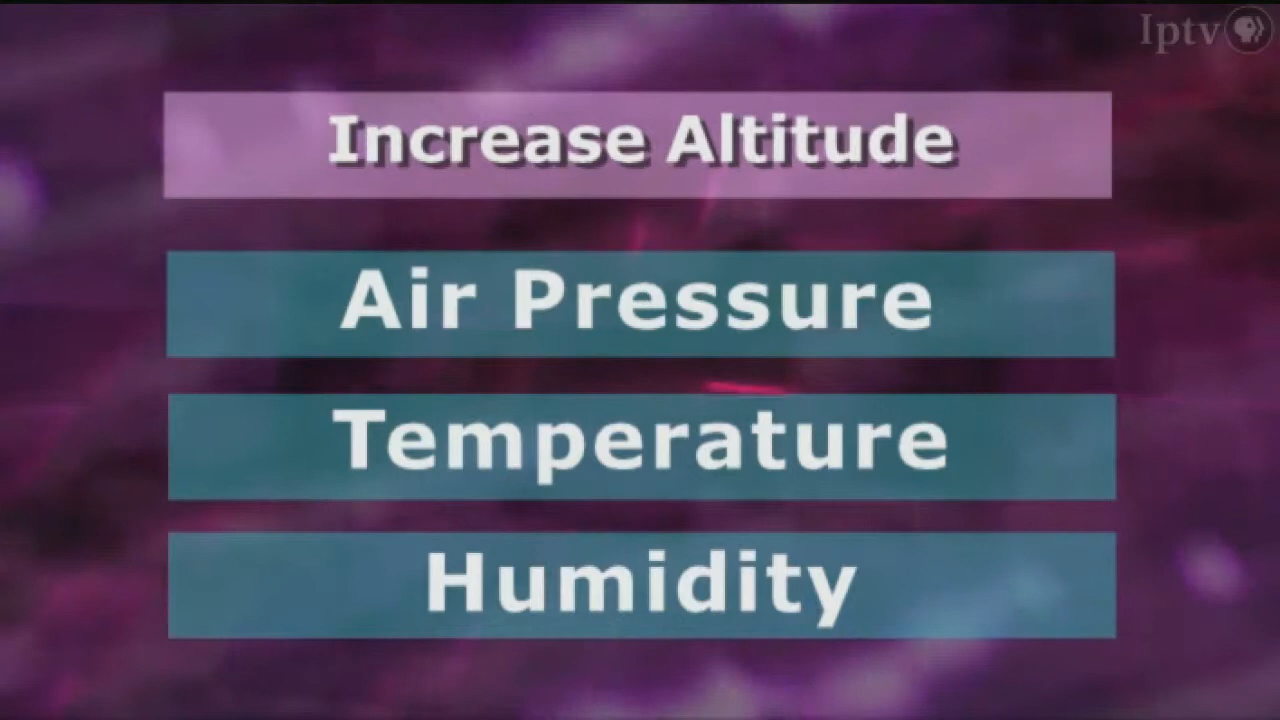 Iptv
Increase Altitude
Air Pressure
Temperature
Humidity